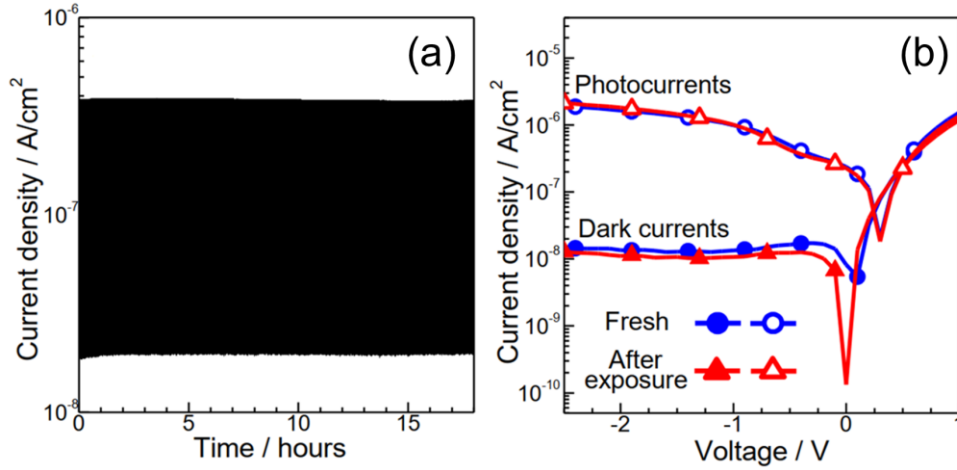 (a)
Current density / A/cm²
10⁻⁶
10⁻⁷
10⁻⁸
0
5
10
15
Time / hours
(b)
Current density / A/cm²
10⁻⁵
10⁻⁶
10⁻⁷
10⁻⁸
10⁻⁹
10⁻¹⁰
Photocurrents
Dark currents
Fresh
After
exposure
-2
-1
0
1
Voltage / V